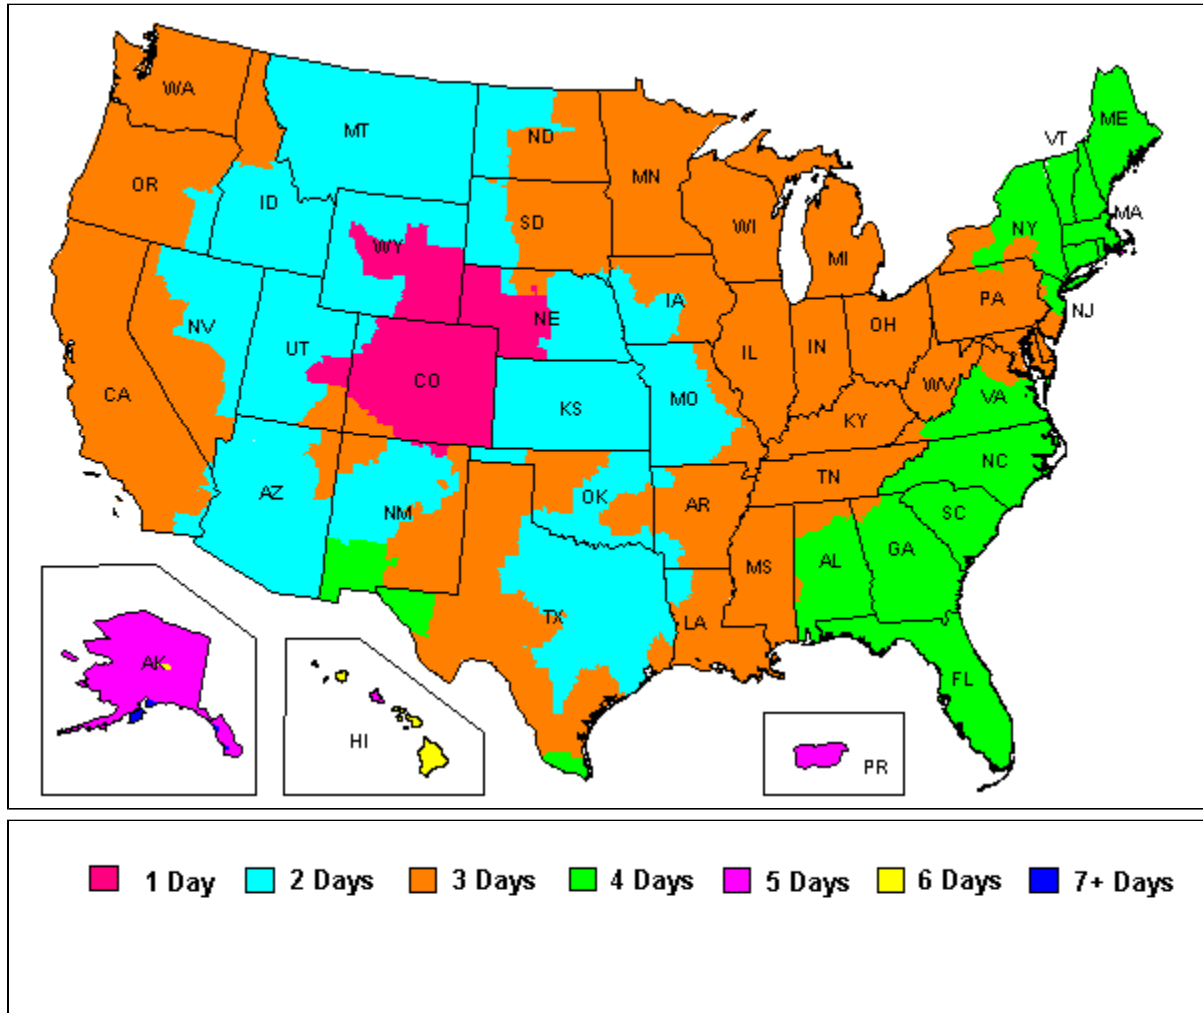 WA
MT
ND
MN
OR
ID
WY
SD
WI
MI
VT
ME
NY
MA
NV
UT
CO
NE
IA
IL
IN
OH
PA
NJ
CA
KS
MO
KY
WV
VA
AZ
NM
OK
AR
TN
NC
SC
TX
LA
MS
AL
GA
FL
AK
HI
PR
1 Day 2 Days 3 Days 4 Days 5 Days 6 Days 7+ Days